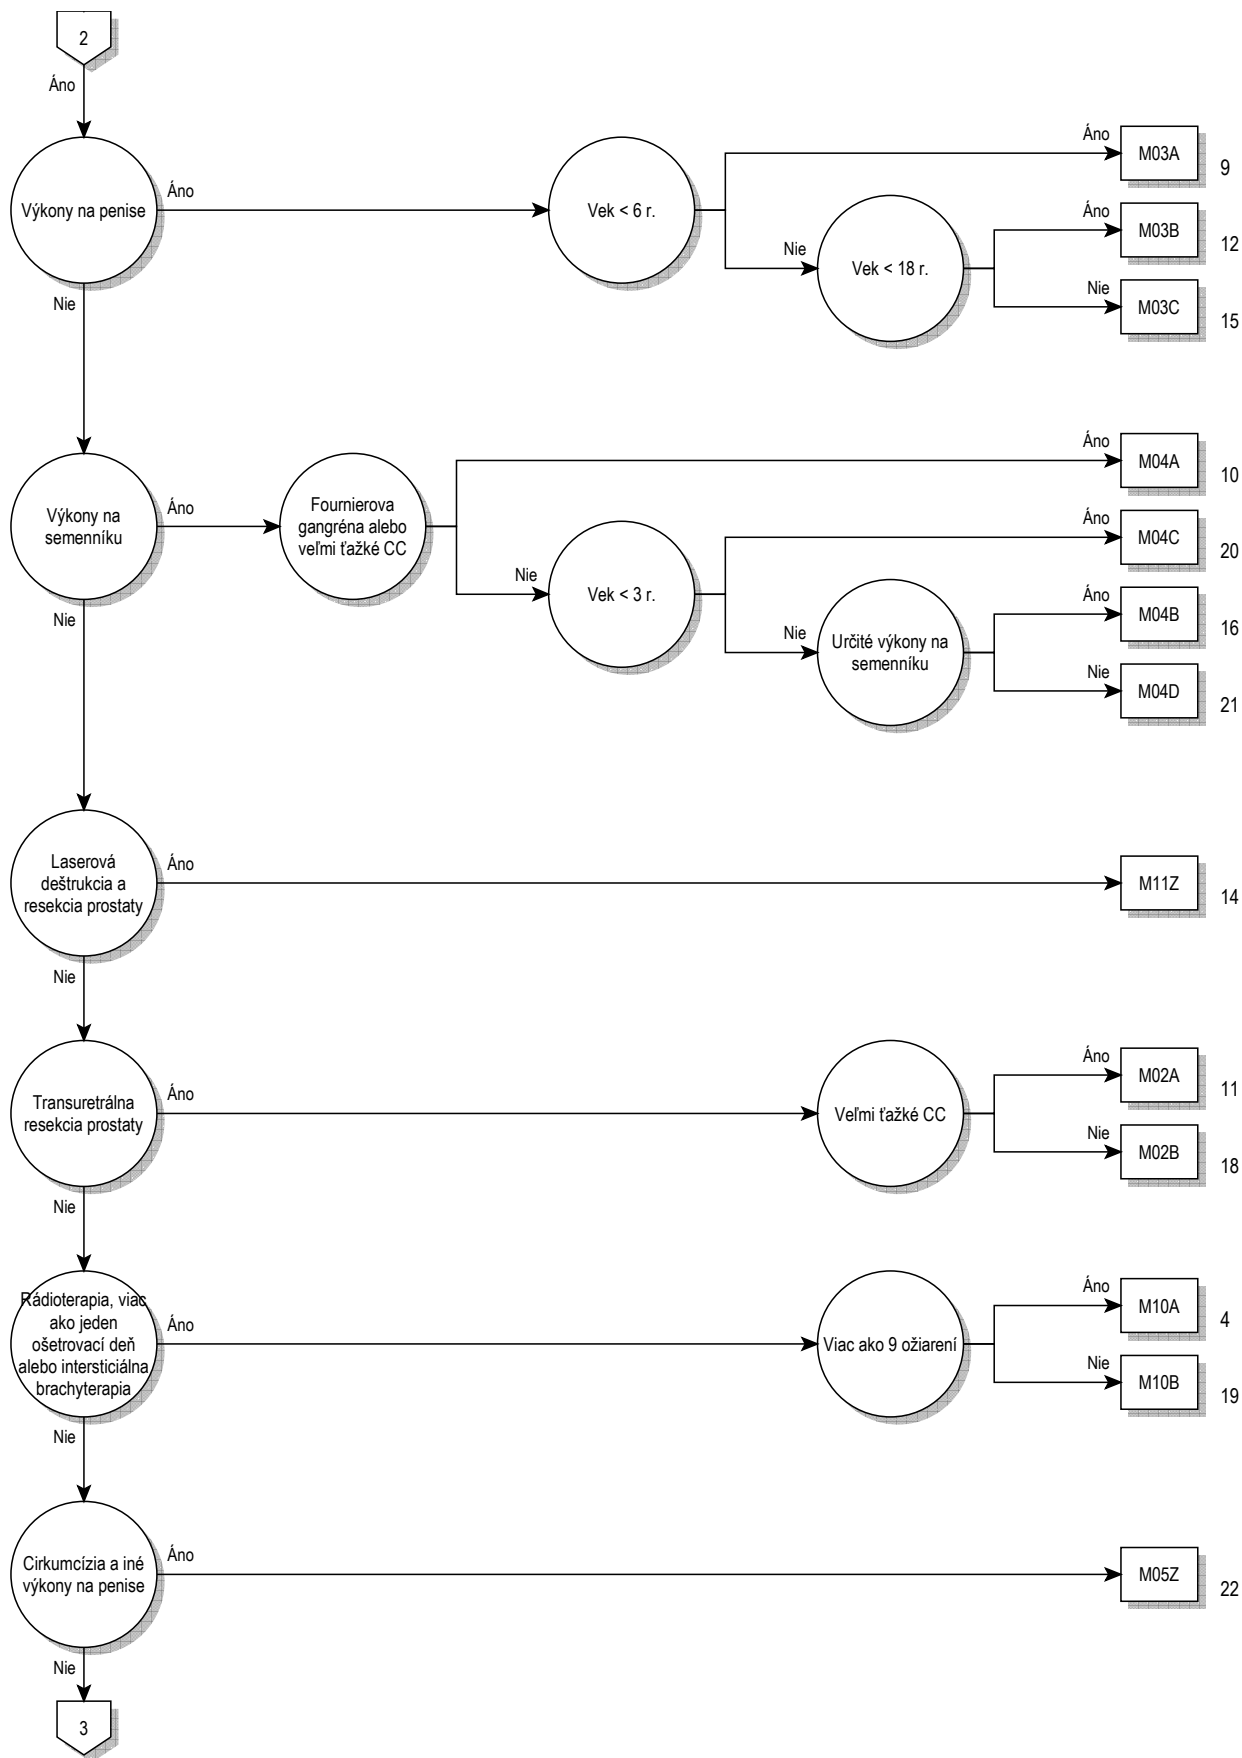 2
Áno
Výkony na penise
Áno
Vek < 6 r.
Áno
M03A
9
Nie
Vek < 18 r.
Áno
M03B
12
Nie
M03C
15
Nie
Výkony na
semenníku
Áno
Fournierova
gangréna alebo
veľmi ťažké CC
Áno
M04A
10
Nie
Vek < 3 r.
Áno
M04C
20
Nie
Určité výkony na
semenníku
Áno
M04B
16
Nie
M04D
21
Nie
Laserová
deštrukcia a
resekcia prostaty
Áno
M11Z
14
Nie
Transuretrálna
resekcia prostaty
Áno
Veľmi ťažké CC
Áno
M02A
11
Nie
M02B
18
Nie
Rádioterapia, viac
ako jeden
ošetrovací deň
alebo intersticiálna
brachyterapia
Áno
Viac ako 9 ožiarení
Áno
M10A
4
Nie
M10B
19
Nie
Cirkumcízia a iné
výkony na penise
Áno
M05Z
22
Nie
3